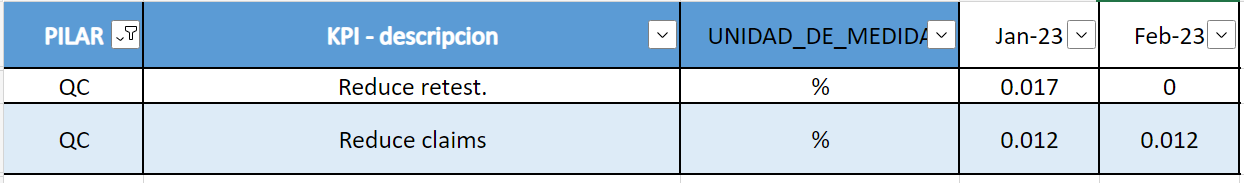 PILAR KPI - descripcion UNIDAD_DE_MEDIDA Jan-23 Feb-23
QC Reduce retest. % 0.017 0
QC Reduce claims % 0.012 0.012